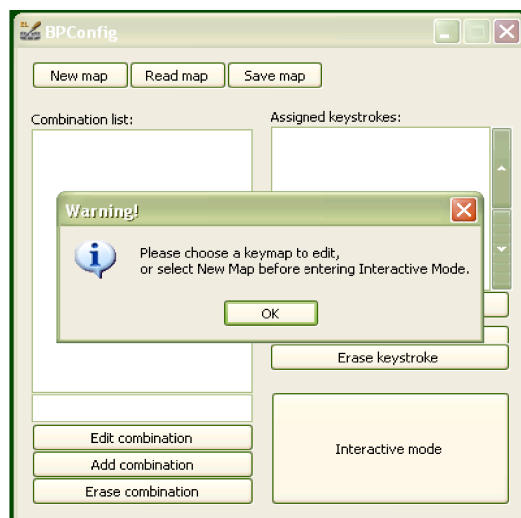 BPConfig
New map
Read map
Save map
Combination list:
Assigned keystrokes:
Warning!
Please choose a keymap to edit,
or select New Map before entering Interactive Mode.
OK
Erase keystroke
Edit combination
Add combination
Erase combination
Interactive mode